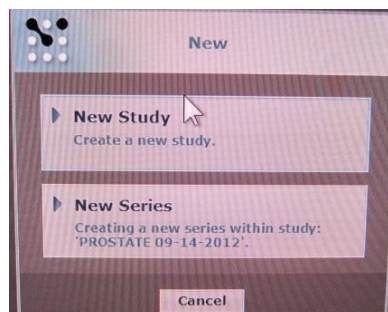 New
New Study
Create a new study.
New Series
Creating a new series within study:
'PROSTATE 09-14-2012'.
Cancel